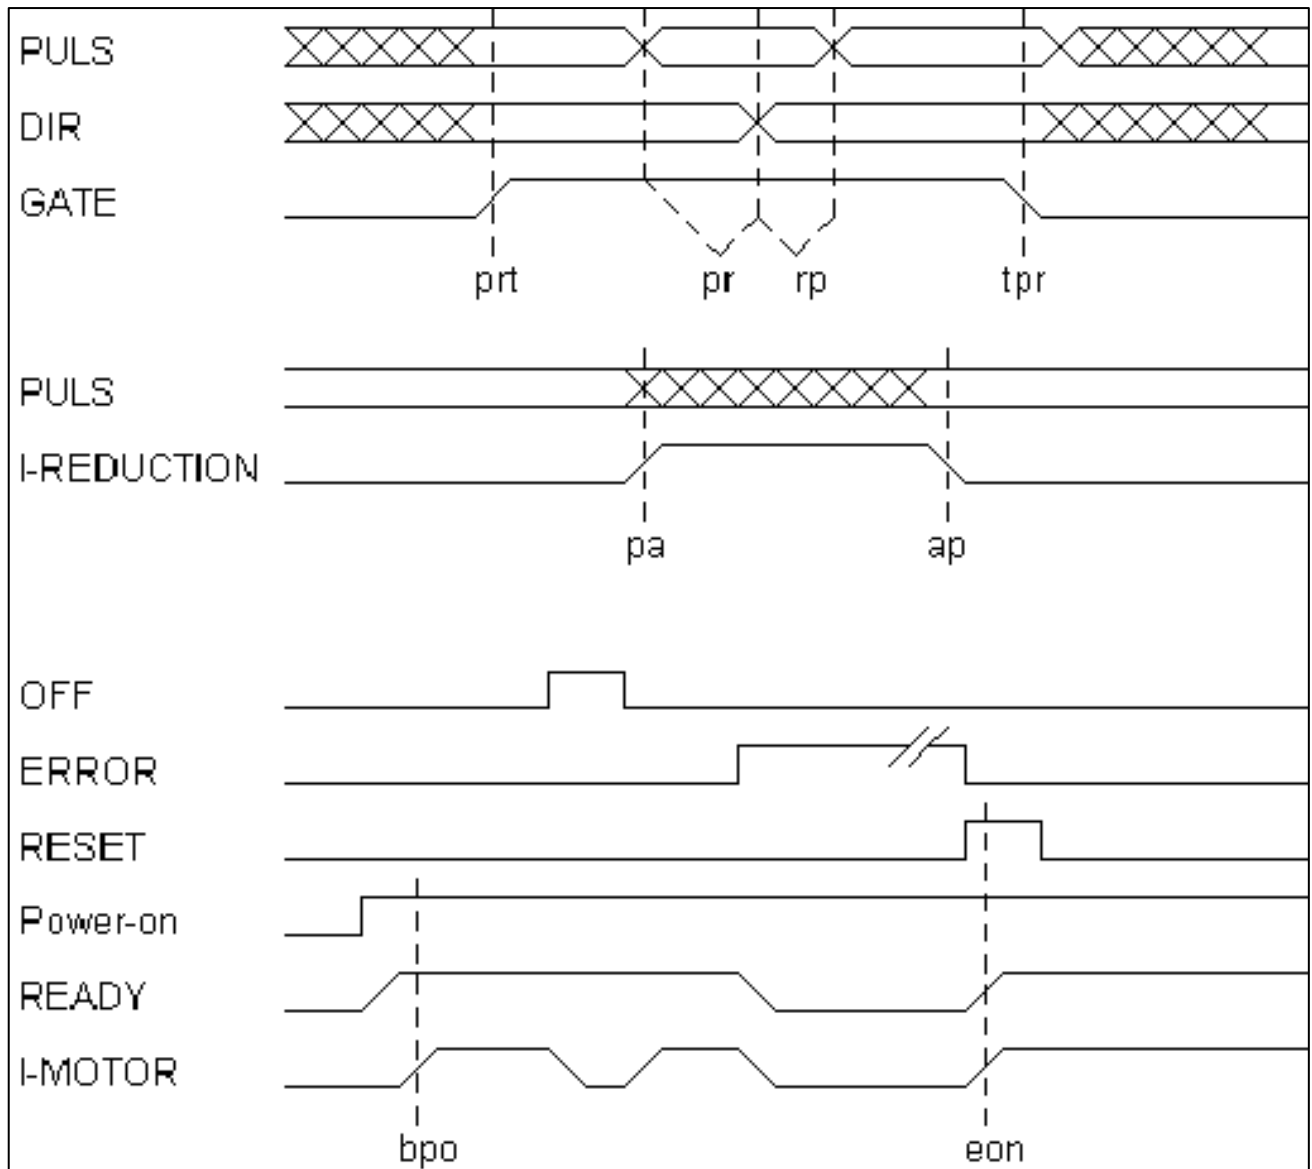 PULS
DIR
GATE
prt pr rp tpr
PULS
I-REDUCTION
pa ap
OFF
ERROR
RESET
Power-on
READY
I-MOTOR
bpo eon